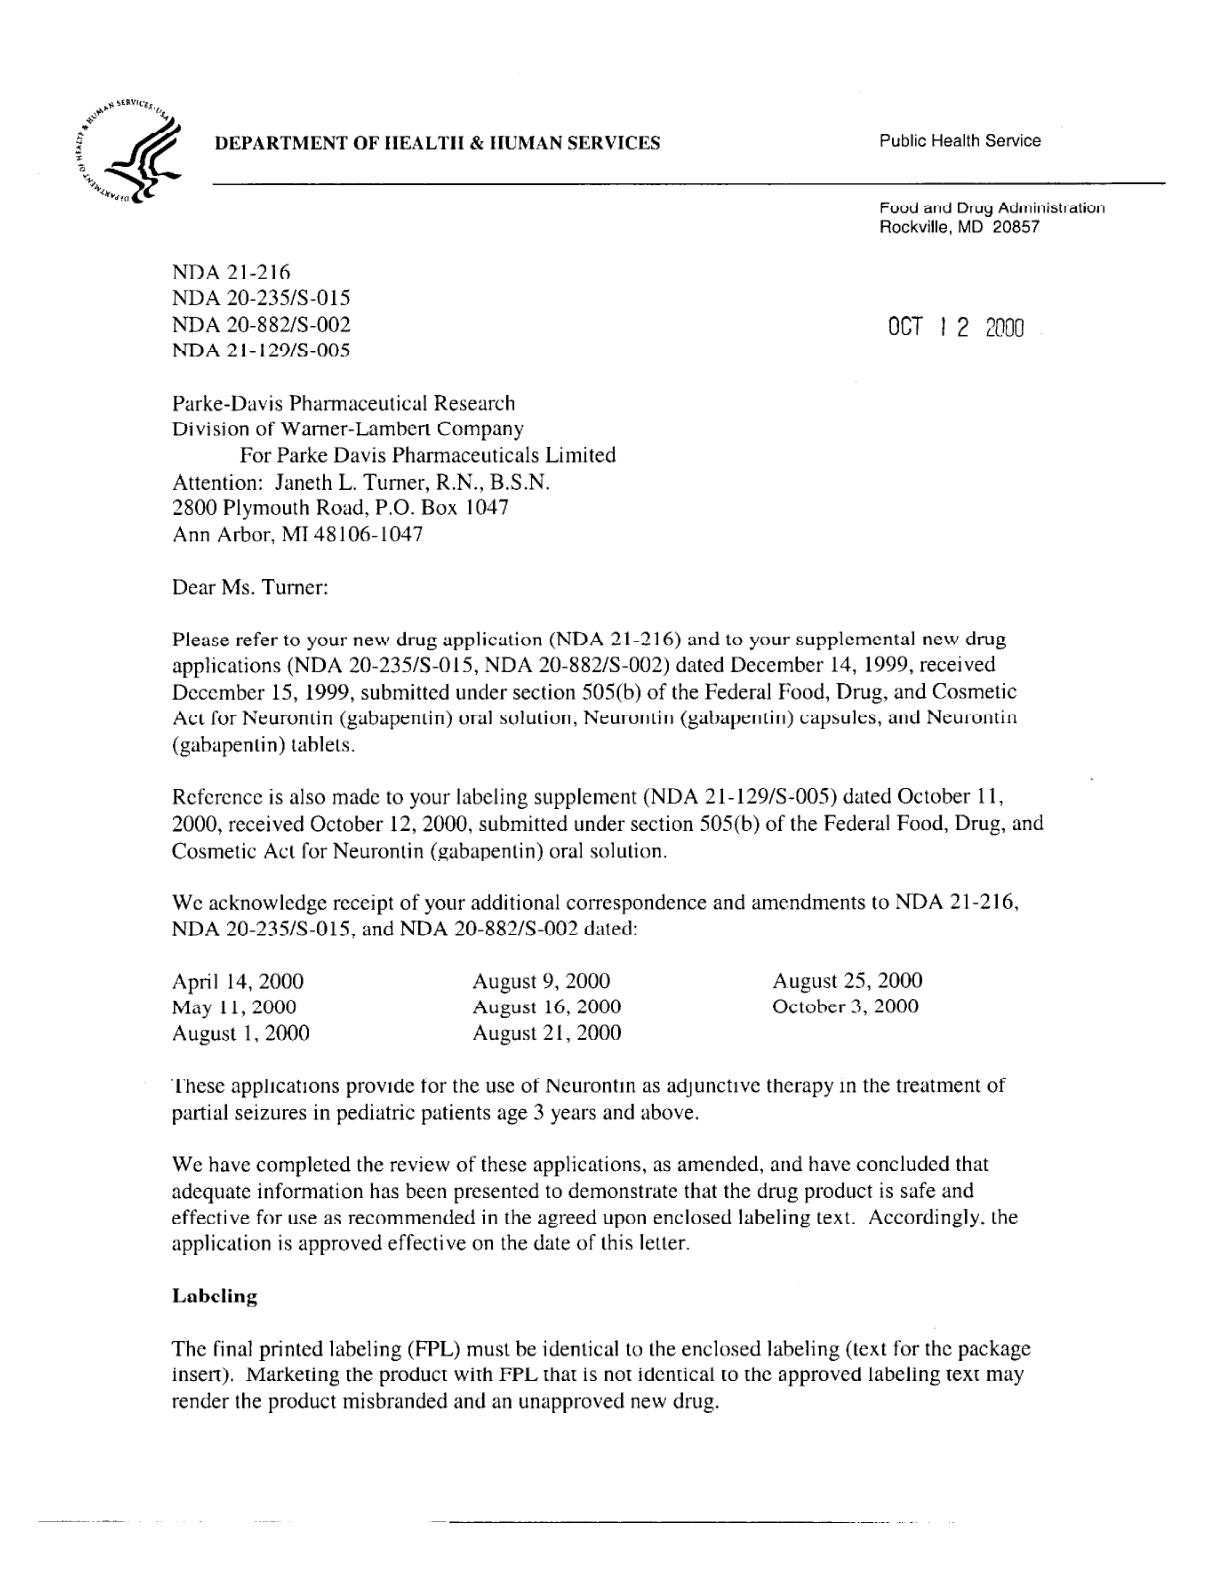 DEPARTMENT OF HEALTH & HUMAN SERVICES·USA
DEPARTMENT OF HEALTH & HUMAN SERVICES
Public Health Service
Food and Drug Administration
Rockville, MD 20857
NDA 21-216
NDA 20-235/S-015
NDA 20-882/S-002
NDA 21-129/S-005
OCT 12 2000
Parke-Davis Pharmaceutical Research
Division of Warner-Lambert Company
For Parke Davis Pharmaceuticals Limited
Attention: Janeth L. Turner, R.N., B.S.N.
2800 Plymouth Road, P.O. Box 1047
Ann Arbor, MI 48106-1047
Dear Ms. Turner:
Please refer to your new drug application (NDA 21-216) and to your supplemental new drug
applications (NDA 20-235/S-015, NDA 20-882/S-002) dated December 14, 1999, received
December 15, 1999, submitted under section 505(b) of the Federal Food, Drug, and Cosmetic
Act for Neurontin (gabapentin) oral solution, Neurontin (gabapentin) capsules, and Neurontin
(gabapentin) tablets.
Reference is also made to your labeling supplement (NDA 21-129/S-005) dated October 11,
2000, received October 12, 2000, submitted under section 505(b) of the Federal Food, Drug, and
Cosmetic Act for Neurontin (gabapentin) oral solution.
We acknowledge receipt of your additional correspondence and amendments to NDA 21-216,
NDA 20-235/S-015, and NDA 20-882/S-002 dated:
April 14, 2000 August 9, 2000 August 25, 2000
May 11, 2000 August 16, 2000 October 3, 2000
August 1, 2000 August 21, 2000
These applications provide for the use of Neurontin as adjunctive therapy in the treatment of
partial seizures in pediatric patients age 3 years and above.
We have completed the review of these applications, as amended, and have concluded that
adequate information has been presented to demonstrate that the drug product is safe and
effective for use as recommended in the agreed upon enclosed labeling text. Accordingly, the
application is approved effective on the date of this letter.
Labeling
The final printed labeling (FPL) must be identical to the enclosed labeling (text for the package
insert). Marketing the product with FPL that is not identical to the approved labeling text may
render the product misbranded and an unapproved new drug.